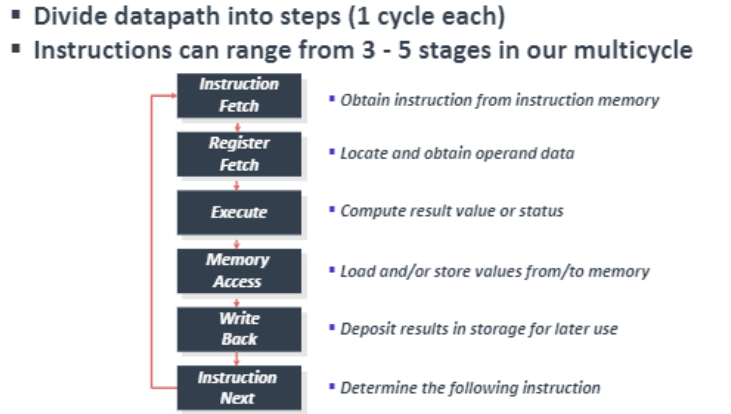 ▪ Divide datapath into steps (1 cycle each)
▪ Instructions can range from 3 - 5 stages in our multicycle
Instruction
Fetch
▪ Obtain instruction from instruction memory
Register
Fetch
▪ Locate and obtain operand data
Execute
▪ Compute result value or status
Memory
Access
▪ Load and/or store values from/to memory
Write
Back
▪ Deposit results in storage for later use
Instruction
Next
▪ Determine the following instruction